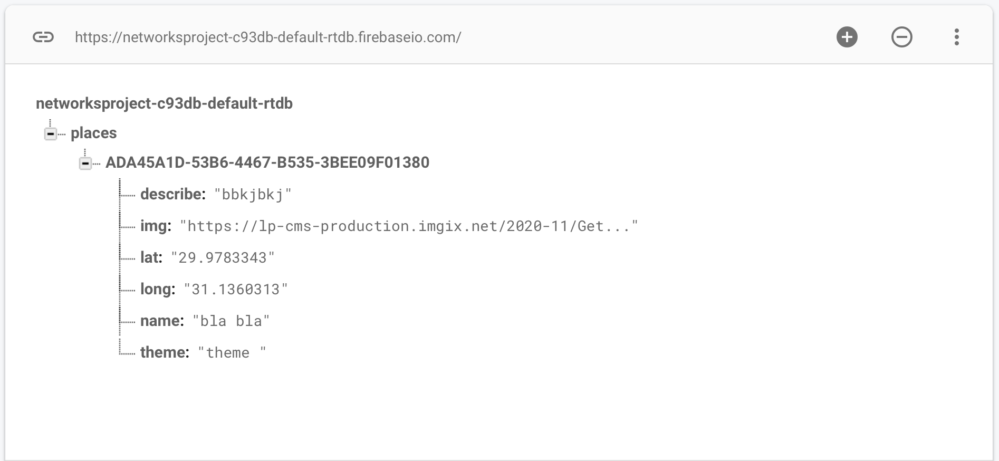 https://networksproject-c93db-default-rtdb.firebaseio.com/
networksproject-c93db-default-rtdb
places
ADA45A1D-53B6-4467-B535-3BEE09F01380
describe: "bbkjbkj"
img: "https://lp-cms-production.imgix.net/2020-11/Get..."
lat: "29.9783343"
long: "31.1360313"
name: "bla bla"
theme: "theme "